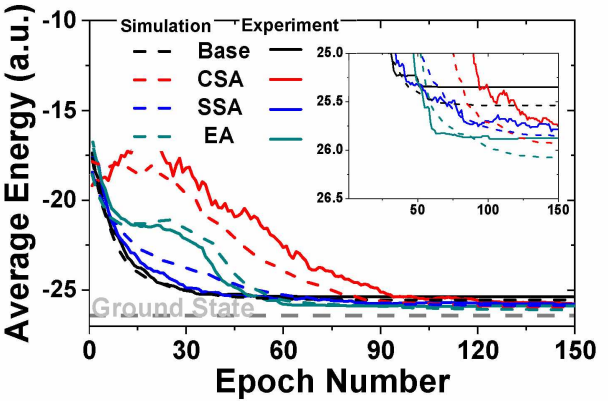 Average Energy (a.u.)
-10
-15
-20
-25
Simulation Experiment
Base
CSA
SSA
EA
25.0
25.5
26.0
26.5
50 100 150
Ground State
0 30 60 90 120 150
Epoch Number